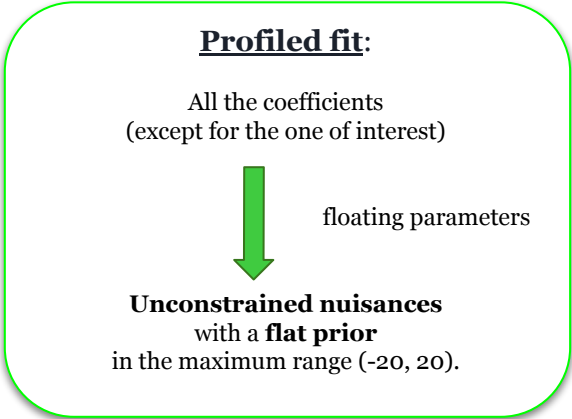 Profiled fit:
All the coefficients
(except for the one of interest)
floating parameters
Unconstrained nuisances
with a flat prior
in the maximum range (-20, 20).